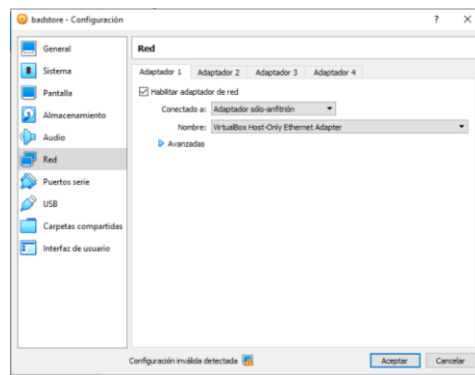 badstore - Configuración
?
General
Sistema
Pantalla
Almacenamiento
Audio
Red
Puertos serie
USB
Carpetas compartidas
Interfaz de usuario
Red
Adaptador 1 Adaptador 2 Adaptador 3 Adaptador 4
Habilitar adaptador de red
Conectado a: Adaptador sólo-anfitrión
Nombre: VirtualBox Host-Only Ethernet Adapter
Avanzadas
Configuración inválida detectada
Aceptar Cancelar